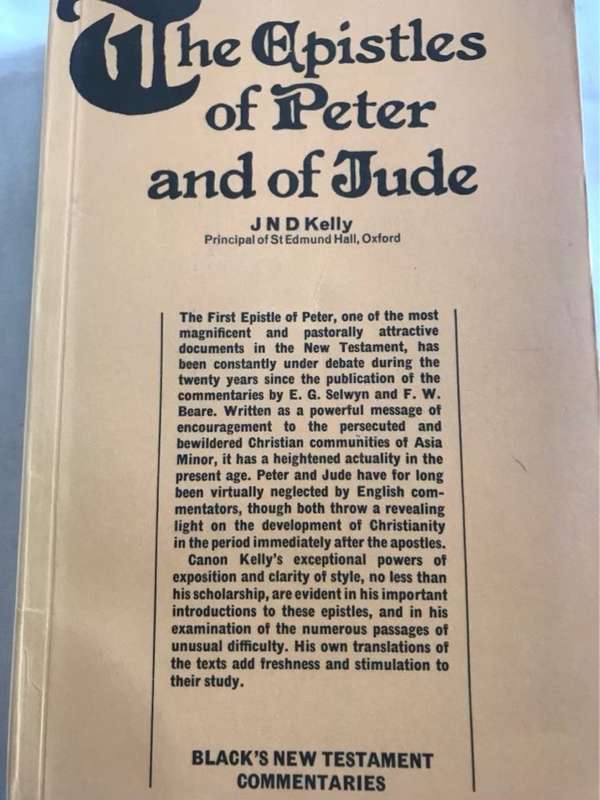 The Epistles
of Peter
and of Jude
J N D Kelly
Principal of St Edmund Hall, Oxford
The First Epistle of Peter, one of the most
magnificent and pastorally attractive
documents in the New Testament, has
been constantly under debate during the
twenty years since the publication of the
commentaries by E. G. Selwyn and F. W.
Beare. Written as a powerful message of
encouragement to the persecuted and
bewildered Christian communities of Asia
Minor, it has a heightened actuality in the
present age. Peter and Jude have for long
been virtually neglected by English com-
mentators, though both throw a revealing
light on the development of Christianity
in the period immediately after the apostles.
Canon Kelly's exceptional powers of
exposition and clarity of style, no less than
his scholarship, are evident in his important
introductions to these epistles, and in his
examination of the numerous passages of
unusual difficulty. His own translations of
the texts add freshness and stimulation to
their study.
BLACK'S NEW TESTAMENT
COMMENTARIES